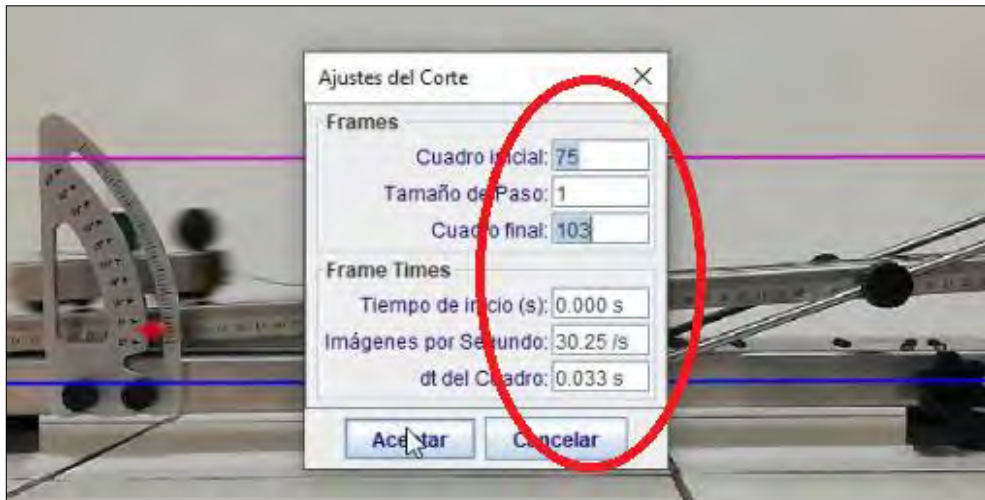 Ajustes del Corte
Frames
Cuadro inicial: 75
Tamaño de Paso: 1
Cuadro final: 103
Frame Times
Tiempo de inicio (s): 0.000 s
Imágenes por Segundo: 30.25 /s
dt del Cuadro: 0.033 s
Aceptar Cancelar